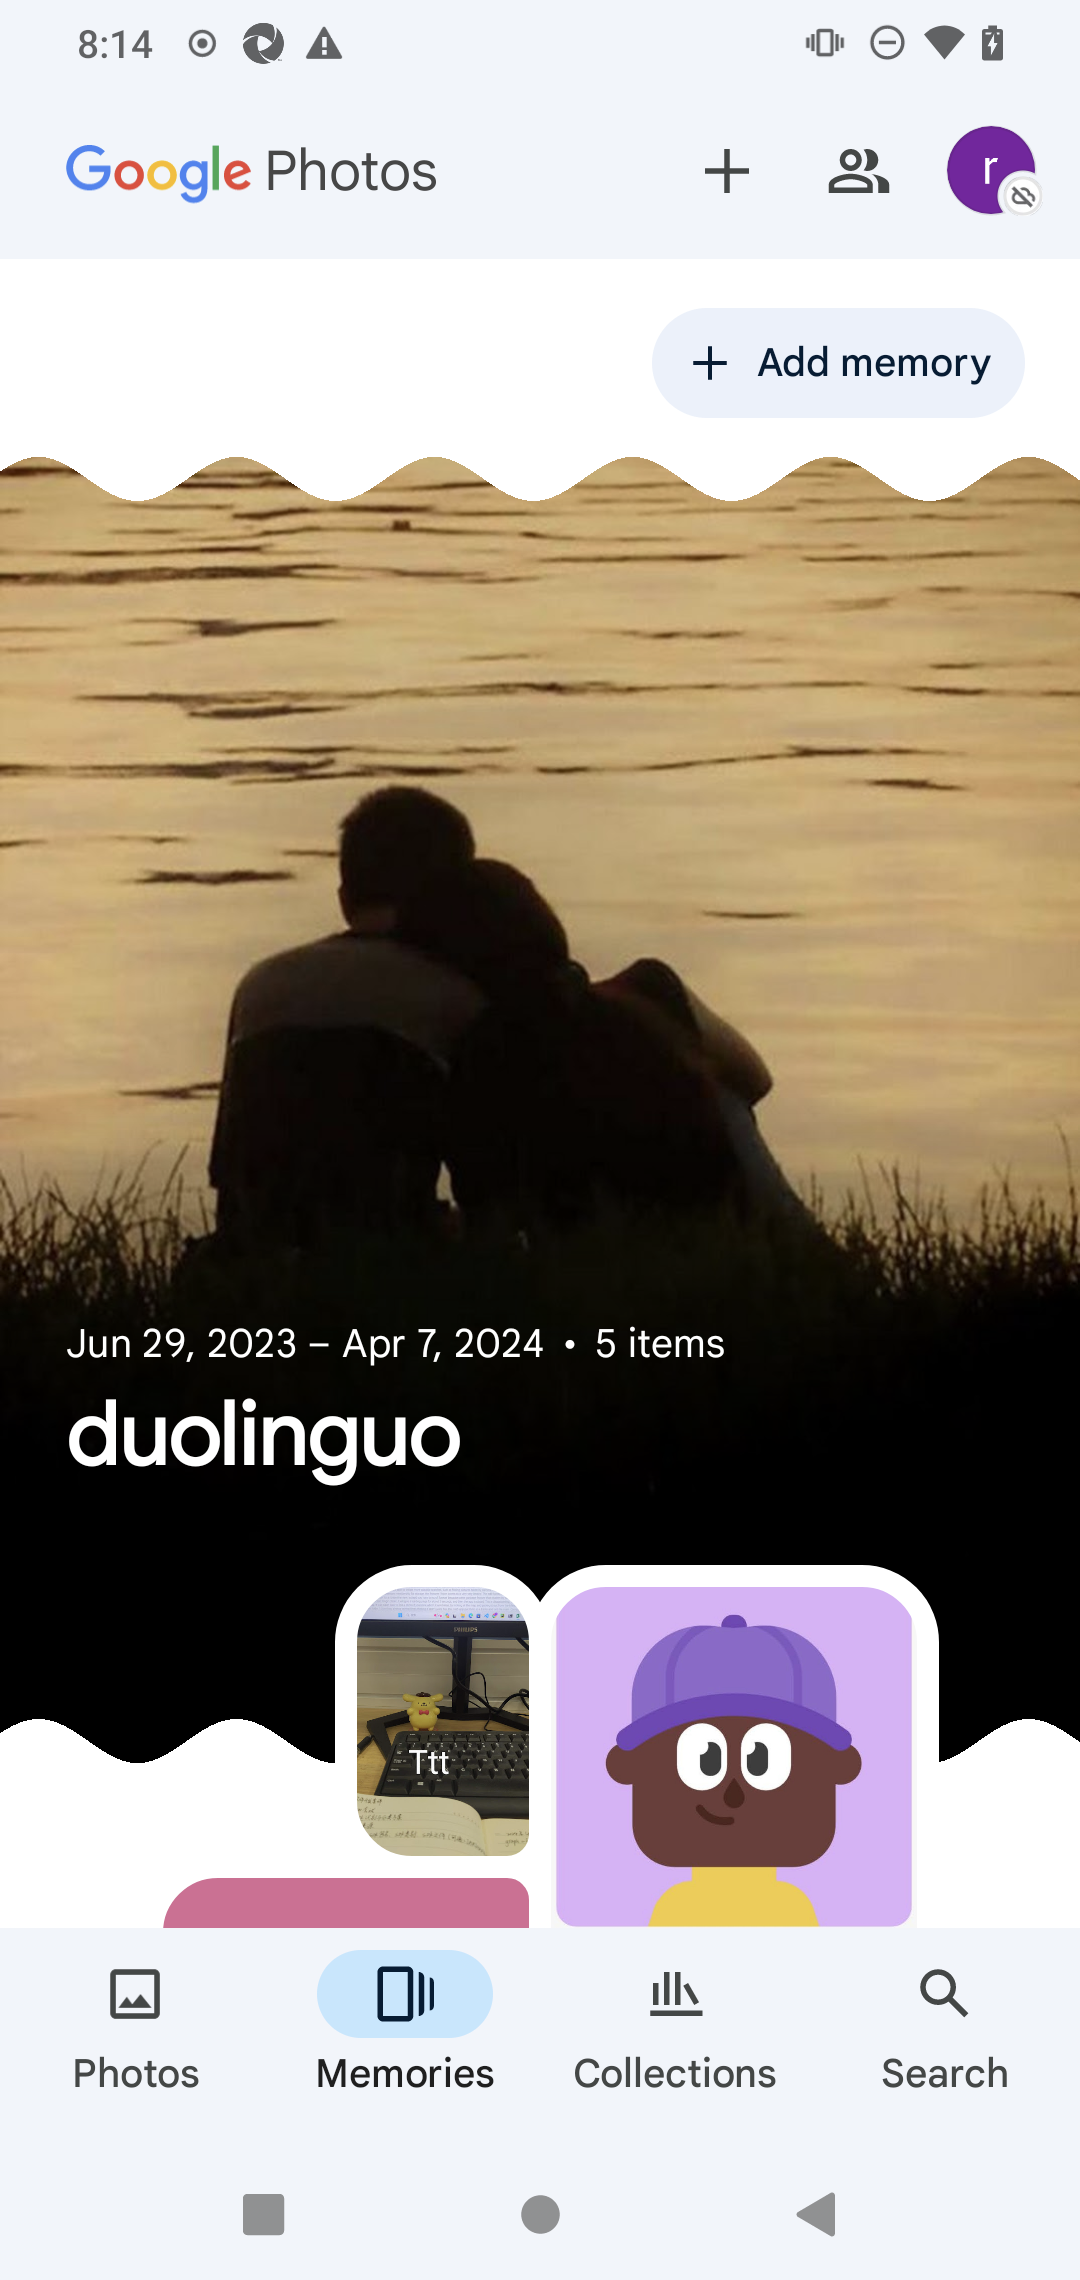 8:14
Google Photos
r
Add memory
Jun 29, 2023 – Apr 7, 2024 • 5 items
duolinguo
PHILIPS
Ttt
Photos
Memories
Collections
Search